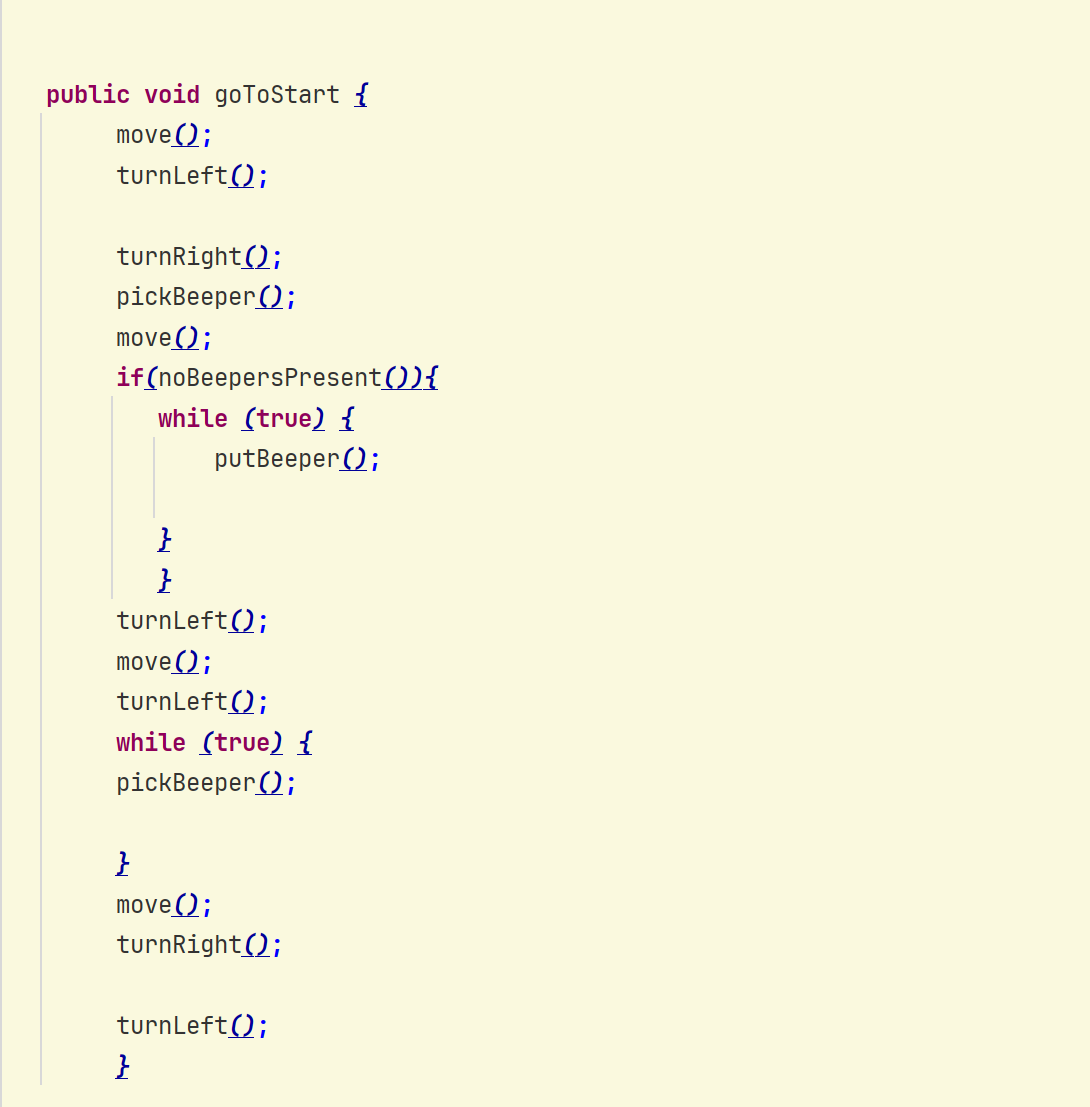 public void goToStart {
move();
turnLeft();
turnRight();
pickBeeper();
move();
if(noBeepersPresent()){
while (true) {
putBeeper();
}
}
turnLeft();
move();
turnLeft();
while (true) {
pickBeeper();
}
move();
turnRight();
turnLeft();
}